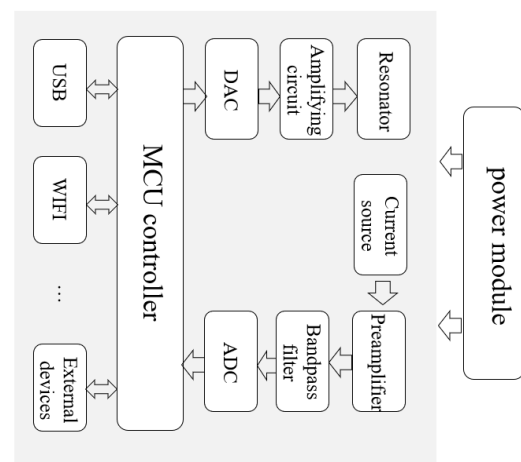 USB
WIFI
...
External
devices
MCU controller
DAC
Amplifying
circuit
Resonator
Current
source
Preamplifier
Bandpass
filter
ADC
power module